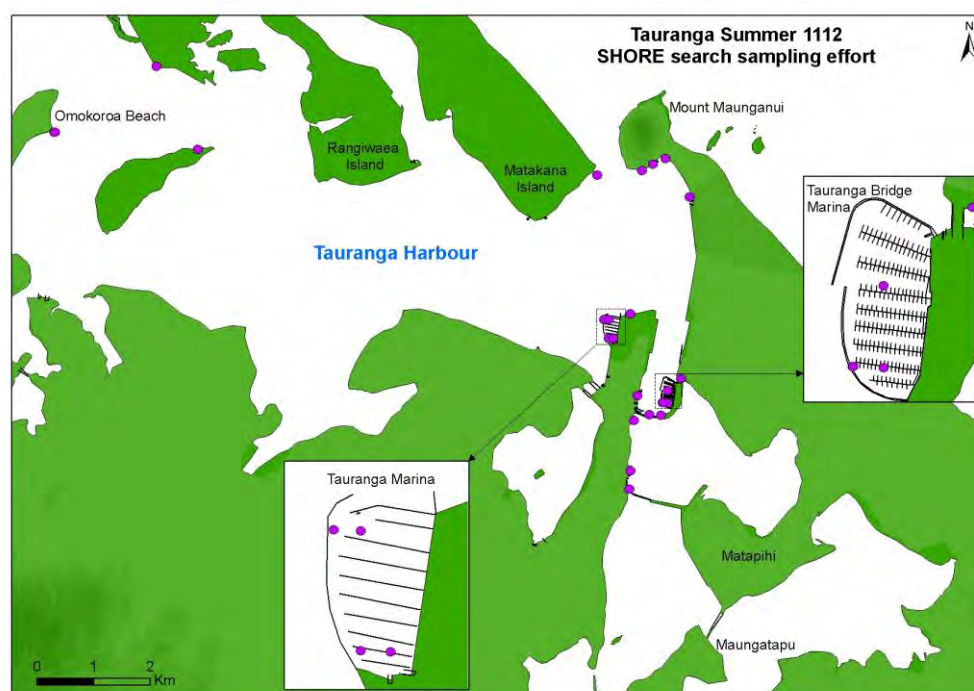 Tauranga Summer 1112
SHORE search sampling effort
N
Omokoroa Beach
Mount Maunganui
Rangiwaea
Island
Matakana
Island
Tauranga Bridge
Marina
Tauranga Harbour
Tauranga Marina
Matapihi
Maungatapu
0 1 2
Km